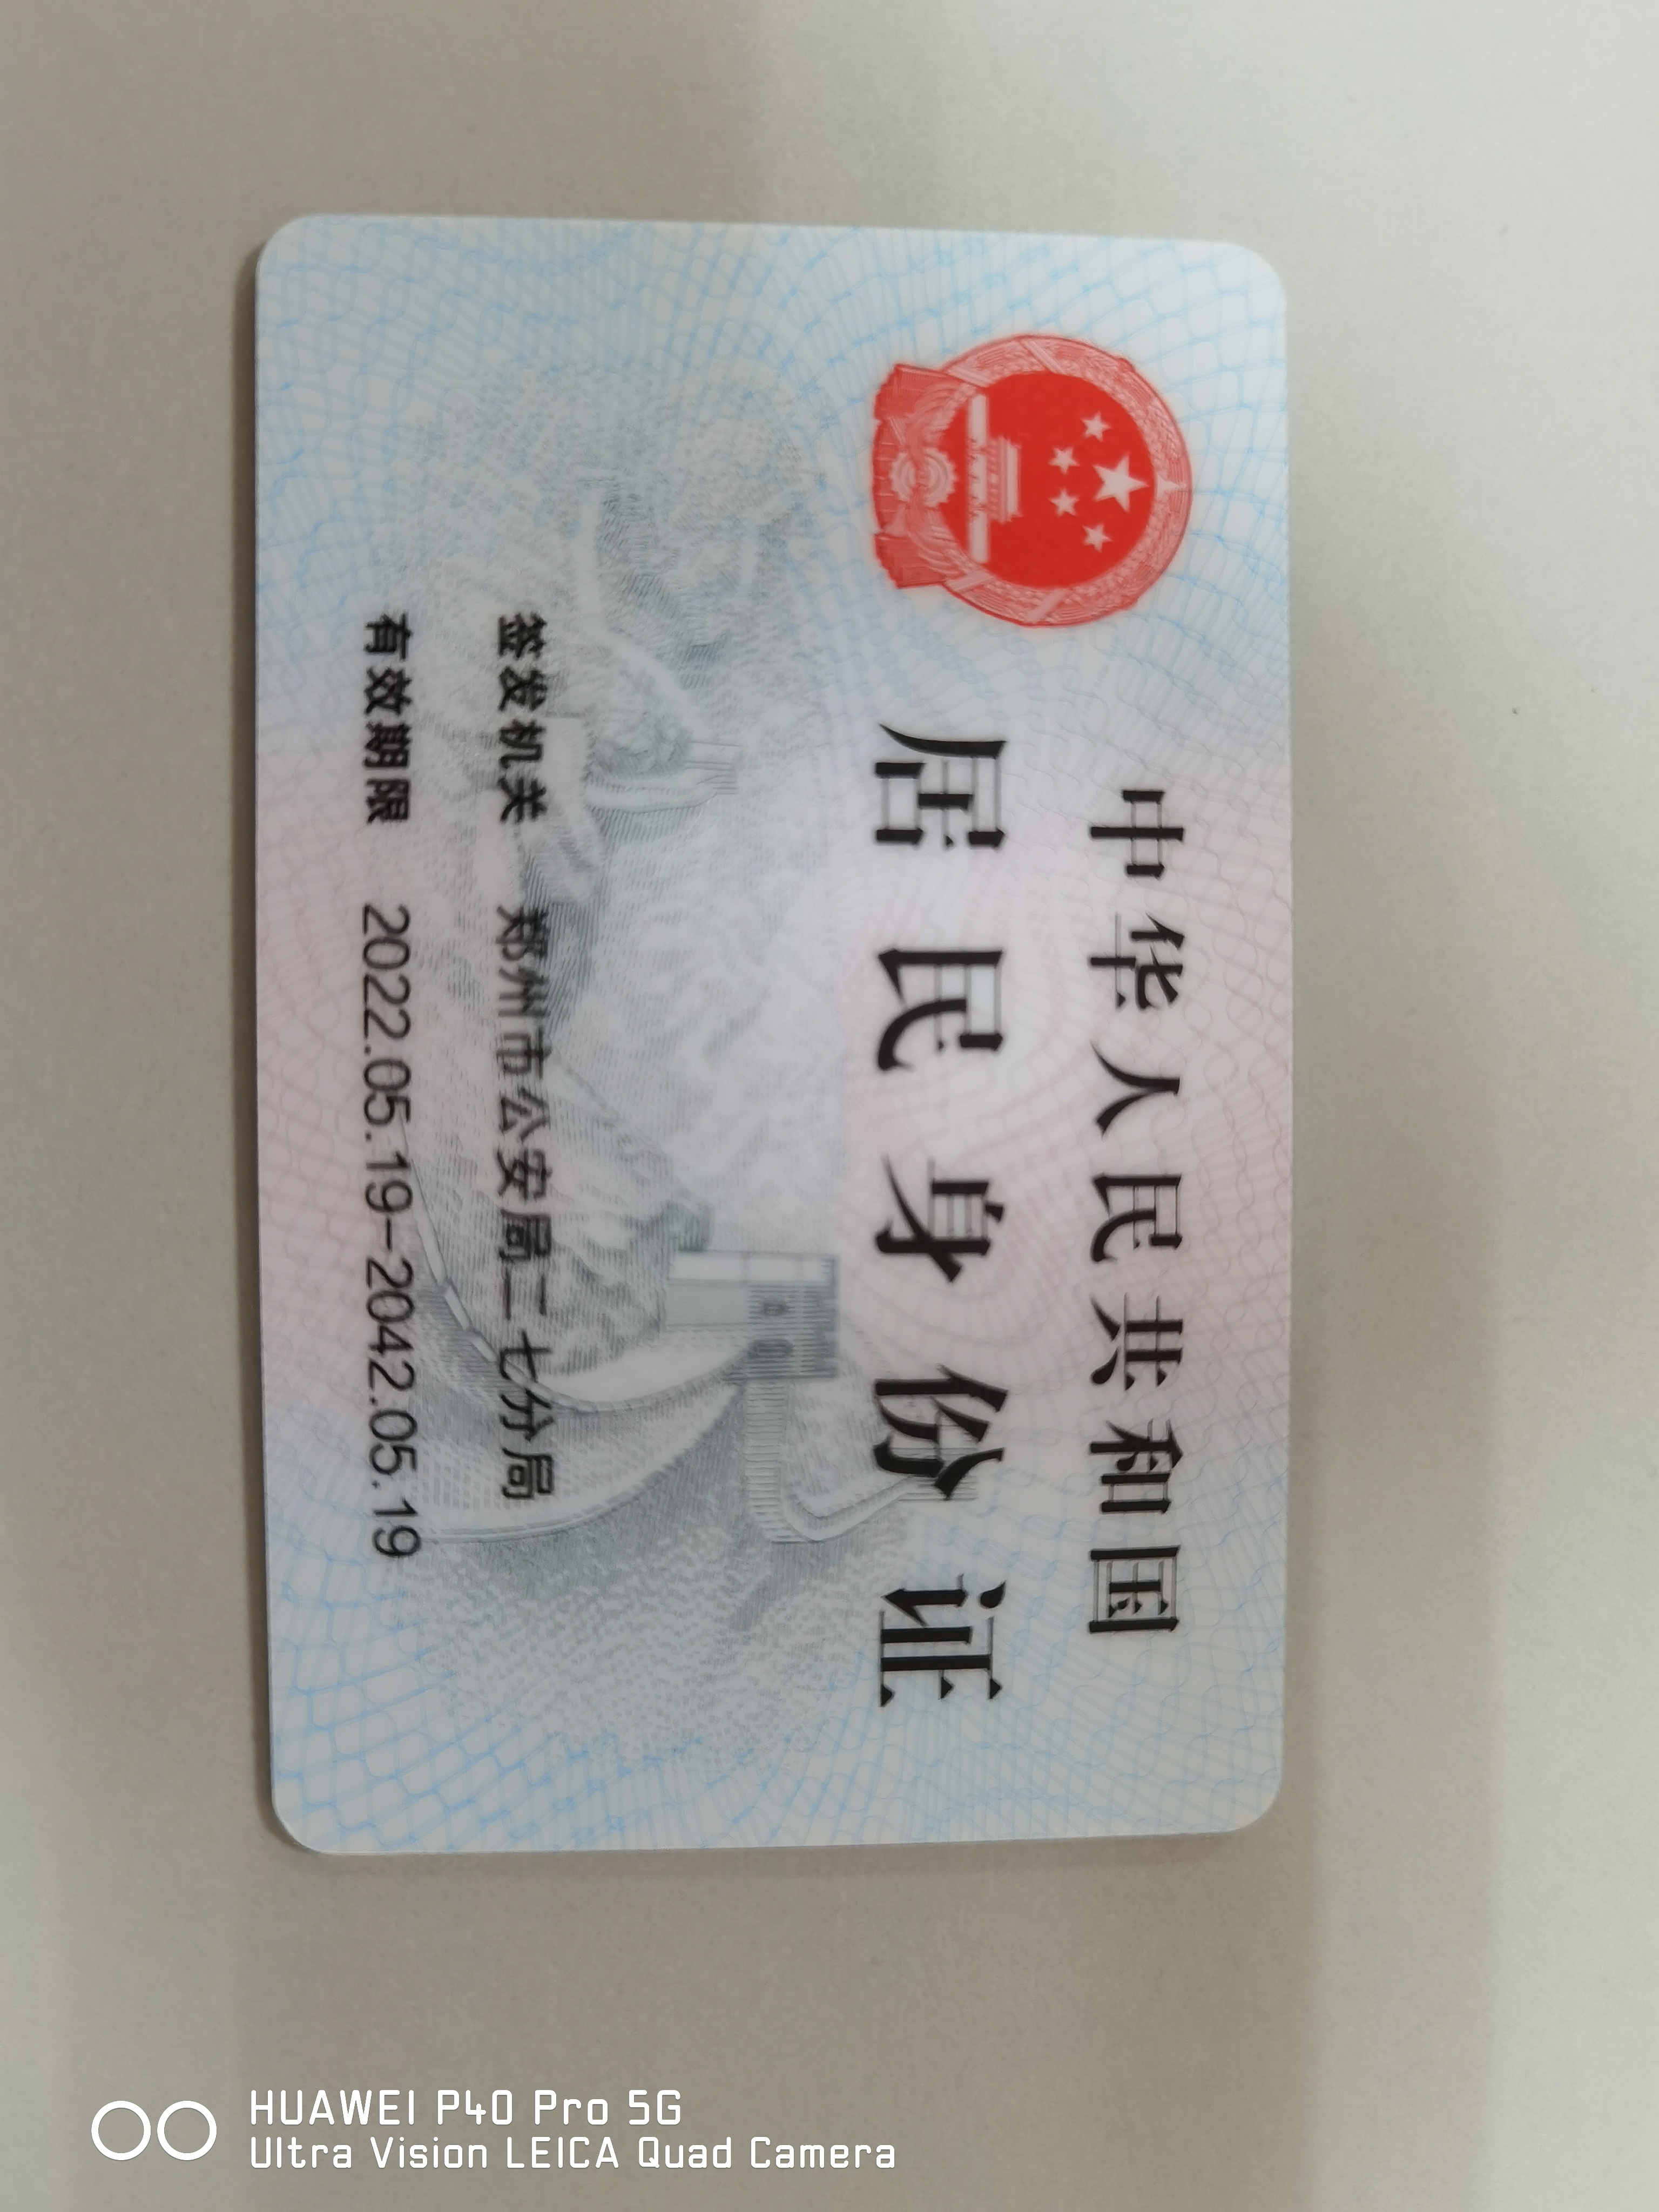 中华人民共和国
居民身份证
签发机关 郑州市公安局二七分局
有效期限 2022.05.19-2042.05.19
HUAWEI P40 Pro 5G
Ultra Vision LEICA Quad Camera